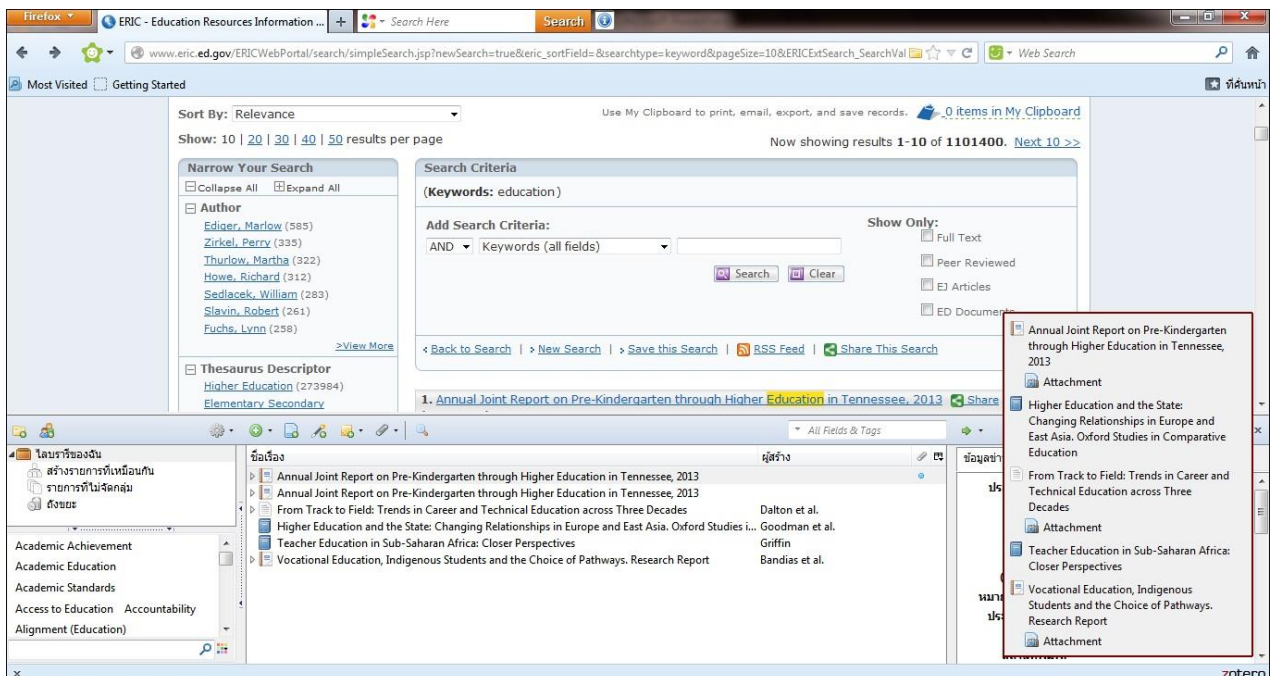 Firefox
ERIC - Education Resources Information ...
Search Here
Search
www.eric.ed.gov/ERICWebPortal/search/simpleSearch.jsp?newSearch=true&eric_sortField=&searchtype=keyword&pageSize=10&ERICExtSearch_SearchVal
Web Search
Most Visited
Getting Started
ที่คั่นหน้า
Sort By: Relevance
Use My Clipboard to print, email, export, and save records. 0 items in My Clipboard
Show: 10 | 20 | 30 | 40 | 50 results per page
Now showing results 1-10 of 1101400. Next 10 >>
Narrow Your Search
Collapse All Expand All
Author
Ediger, Marlow (585)
Zirkel, Perry (335)
Thurlow, Martha (322)
Howe, Richard (312)
Sedlacek, William (283)
Slavin, Robert (261)
Fuchs, Lynn (258)
>View More
Thesaurus Descriptor
Higher Education (273984)
Elementary Secondary
Search Criteria
(Keywords: education)
Add Search Criteria:
AND Keywords (all fields)
Search Clear
Show Only:
Full Text
Peer Reviewed
EJ Articles
ED Documents
< Back to Search | > New Search | > Save this Search | RSS Feed | Share This Search
1. Annual Joint Report on Pre-Kindergarten through Higher Education in Tennessee, 2013 Share
All Fields & Tags
ไลบรารีของฉัน
สร้างรายการที่เหมือนกัน
รายการที่ไม่จัดกลุ่ม
ถังขยะ
Academic Achievement
Academic Education
Academic Standards
Access to Education Accountability
Alignment (Education)
ชื่อเรื่อง ผู้สร้าง
Annual Joint Report on Pre-Kindergarten through Higher Education in Tennessee, 2013
Annual Joint Report on Pre-Kindergarten through Higher Education in Tennessee, 2013
From Track to Field: Trends in Career and Technical Education across Three Decades Dalton et al.
Higher Education and the State: Changing Relationships in Europe and East Asia. Oxford Studies i... Goodman et al.
Teacher Education in Sub-Saharan Africa: Closer Perspectives Griffin
Vocational Education, Indigenous Students and the Choice of Pathways. Research Report Bandias et al.
Annual Joint Report on Pre-Kindergarten
through Higher Education in Tennessee,
2013
Attachment
Higher Education and the State:
Changing Relationships in Europe and
East Asia. Oxford Studies in Comparative
Education
From Track to Field: Trends in Career and
Technical Education across Three
Decades
Attachment
Teacher Education in Sub-Saharan Africa:
Closer Perspectives
Vocational Education, Indigenous
Students and the Choice of Pathways.
Research Report
Attachment
zotero